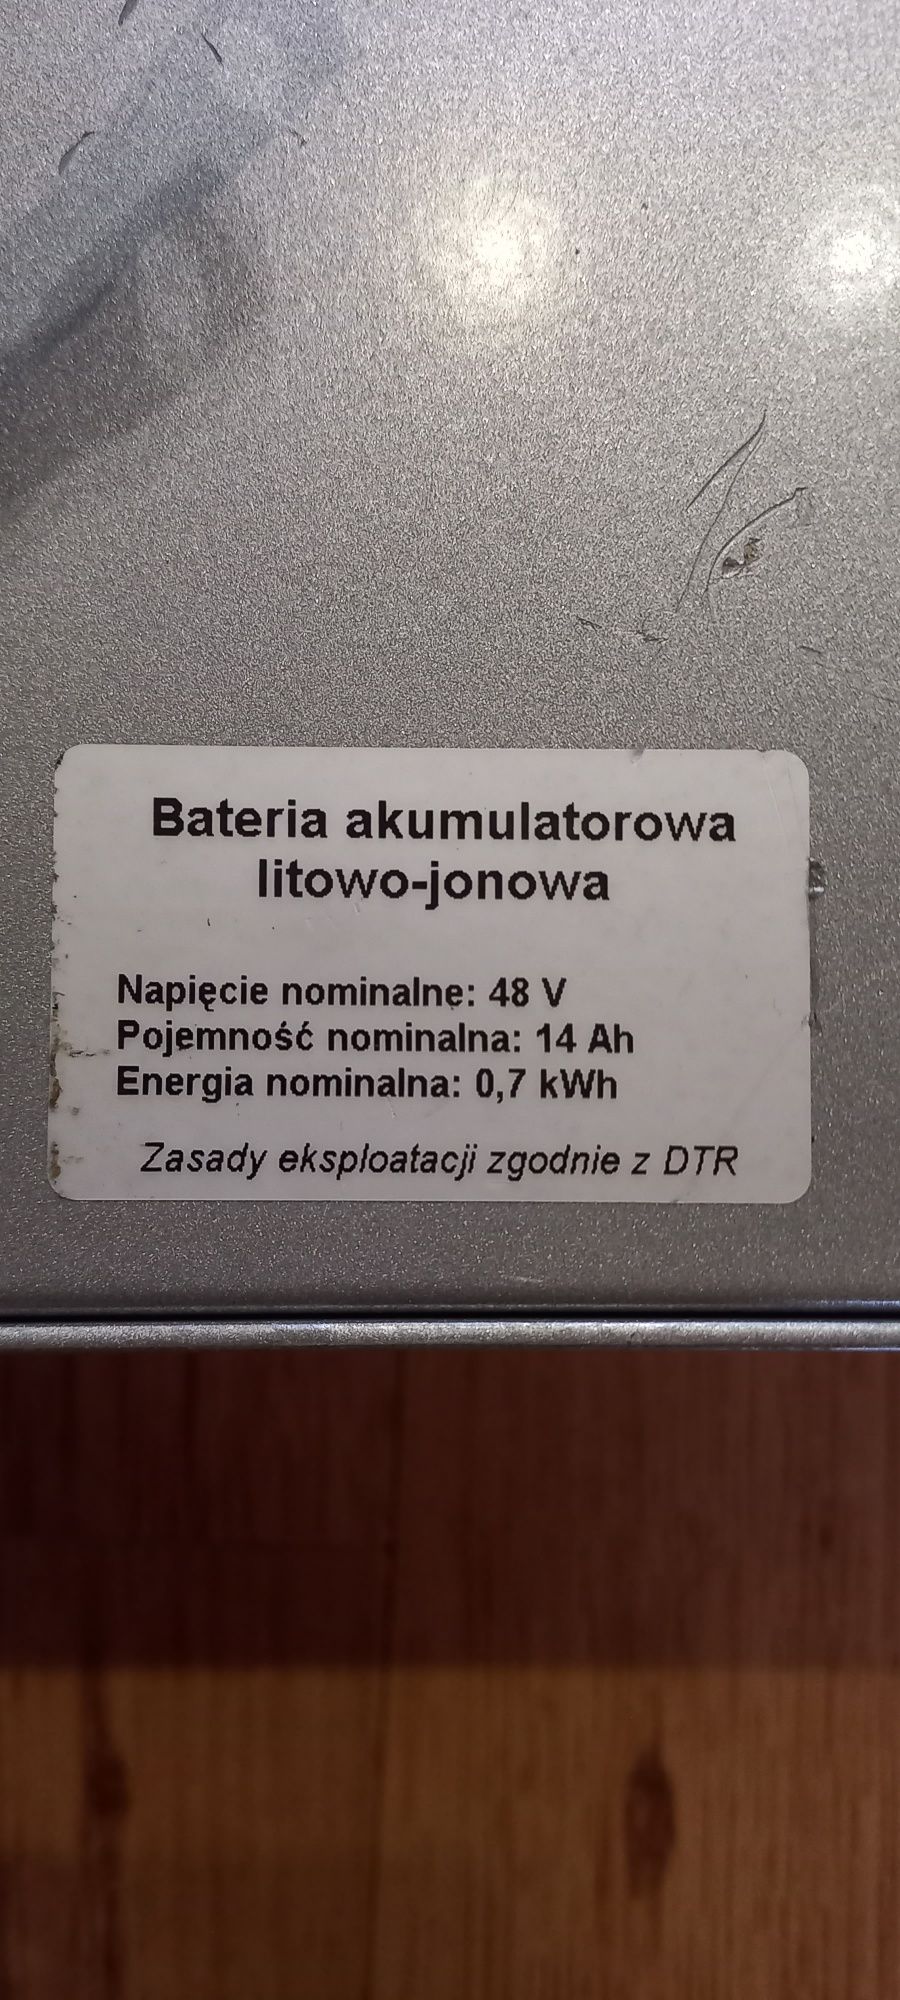 Bateria akumulatorowa
litowo-jonowa
Napięcie nominalne: 48 V
Pojemność nominalna: 14 Ah
Energia nominalna: 0,7 kWh
Zasady eksploatacji zgodnie z DTR